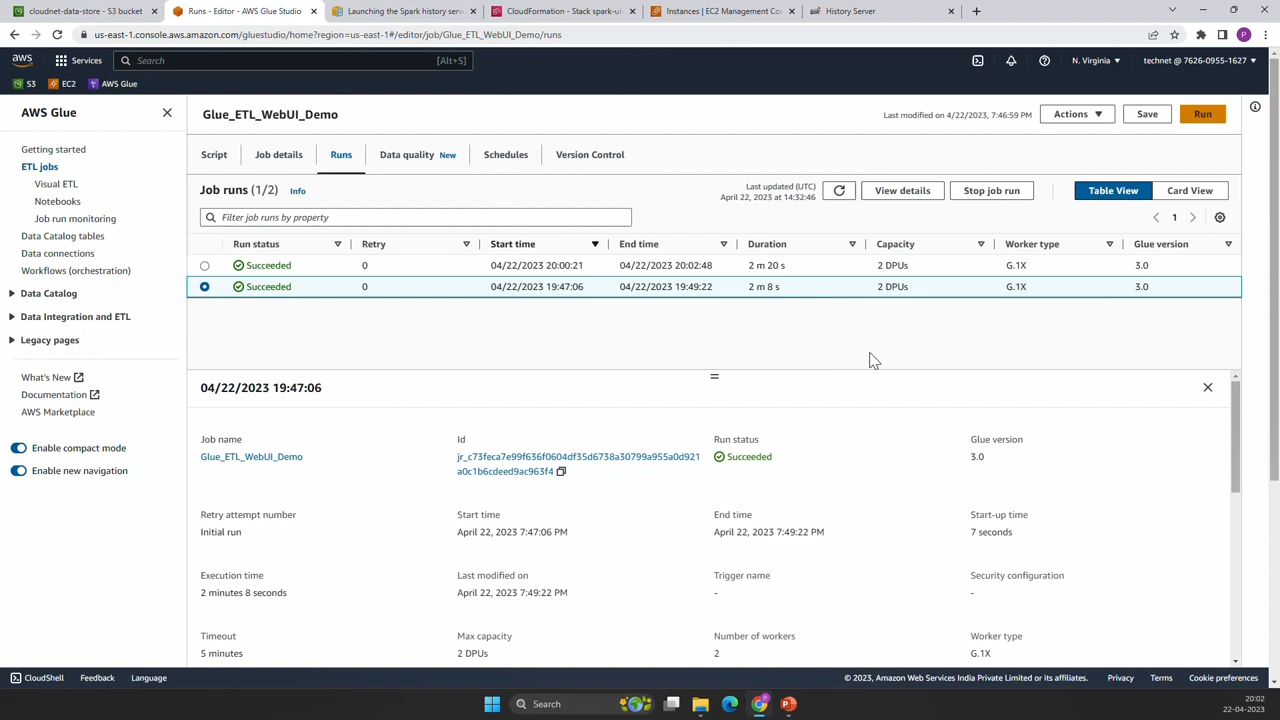 cloudnet-data-store - S3 bucket
Runs - Editor - AWS Glue Studio
Launching the Spark history serv
CloudFormation - Stack spark-ui-
Instances | EC2 Management Con
History Server
us-east-1.console.aws.amazon.com/gluestudio/home?region=us-east-1#/editor/job/Glue_ETL_WebUI_Demo/runs
P
aws
Services
Search
[Alt+S]
N. Virginia
technet @ 7626-0955-1627
S3
EC2
AWS Glue
AWS Glue
Getting started
ETL jobs
Visual ETL
Notebooks
Job run monitoring
Data Catalog tables
Data connections
Workflows (orchestration)
Data Catalog
Data Integration and ETL
Legacy pages
What's New
Documentation
AWS Marketplace
Enable compact mode
Enable new navigation
Glue_ETL_WebUI_Demo
Last modified on 4/22/2023, 7:46:59 PM
Actions
Save
Run
Script
Job details
Runs
Data quality New
Schedules
Version Control
Job runs (1/2) Info
Last updated (UTC)
April 22, 2023 at 14:32:46
View details
Stop job run
Table View
Card View
Filter job runs by property
1
Run status Retry Start time End time Duration Capacity Worker type Glue version
Succeeded 0 04/22/2023 20:00:21 04/22/2023 20:02:48 2 m 20 s 2 DPUs G.1X 3.0
Succeeded 0 04/22/2023 19:47:06 04/22/2023 19:49:22 2 m 8 s 2 DPUs G.1X 3.0
04/22/2023 19:47:06
Job name Id Run status Glue version
Glue_ETL_WebUI_Demo jr_c73feca7e99f636f0604df35d6738a30799a955a0d921 Succeeded 3.0
a0c1b6cdeed9ac963f4
Retry attempt number Start time End time Start-up time
Initial run April 22, 2023 7:47:06 PM April 22, 2023 7:49:22 PM 7 seconds
Execution time Last modified on Trigger name Security configuration
2 minutes 8 seconds April 22, 2023 7:49:22 PM - -
Timeout Max capacity Number of workers Worker type
5 minutes 2 DPUs 2 G.1X
CloudShell
Feedback
Language
© 2023, Amazon Web Services India Private Limited or its affiliates.
Privacy
Terms
Cookie preferences
Search
20:02
22-04-2023